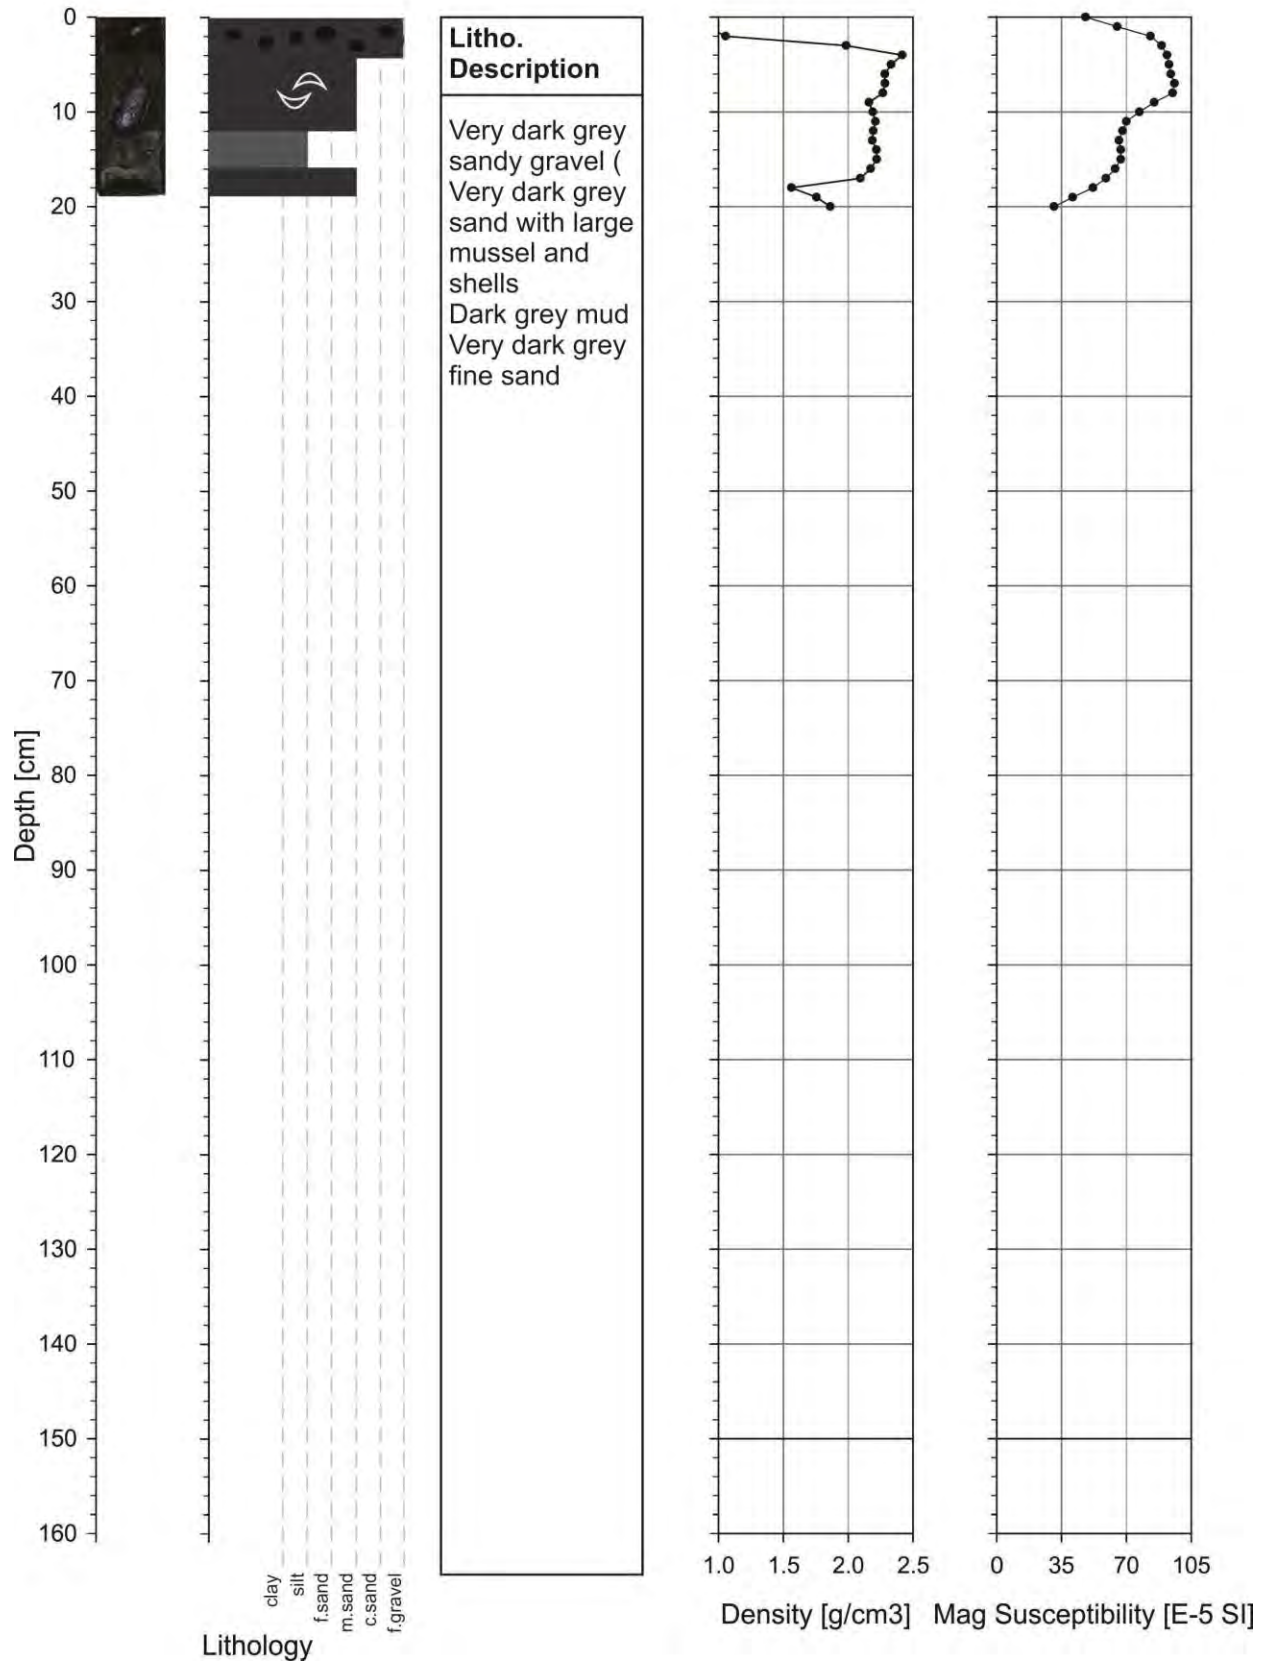 Litho.
Description
Very dark grey
sandy gravel (
Very dark grey
sand with large
mussel and
shells
Dark grey mud
Very dark grey
fine sand
Depth [cm]
0
10
20
30
40
50
60
70
80
90
100
110
120
130
140
150
160
clay
silt
f.sand
m.sand
c.sand
f.gravel
Lithology
1.0 1.5 2.0 2.5
Density [g/cm3]
0 35 70 105
Mag Susceptibility [E-5 SI]